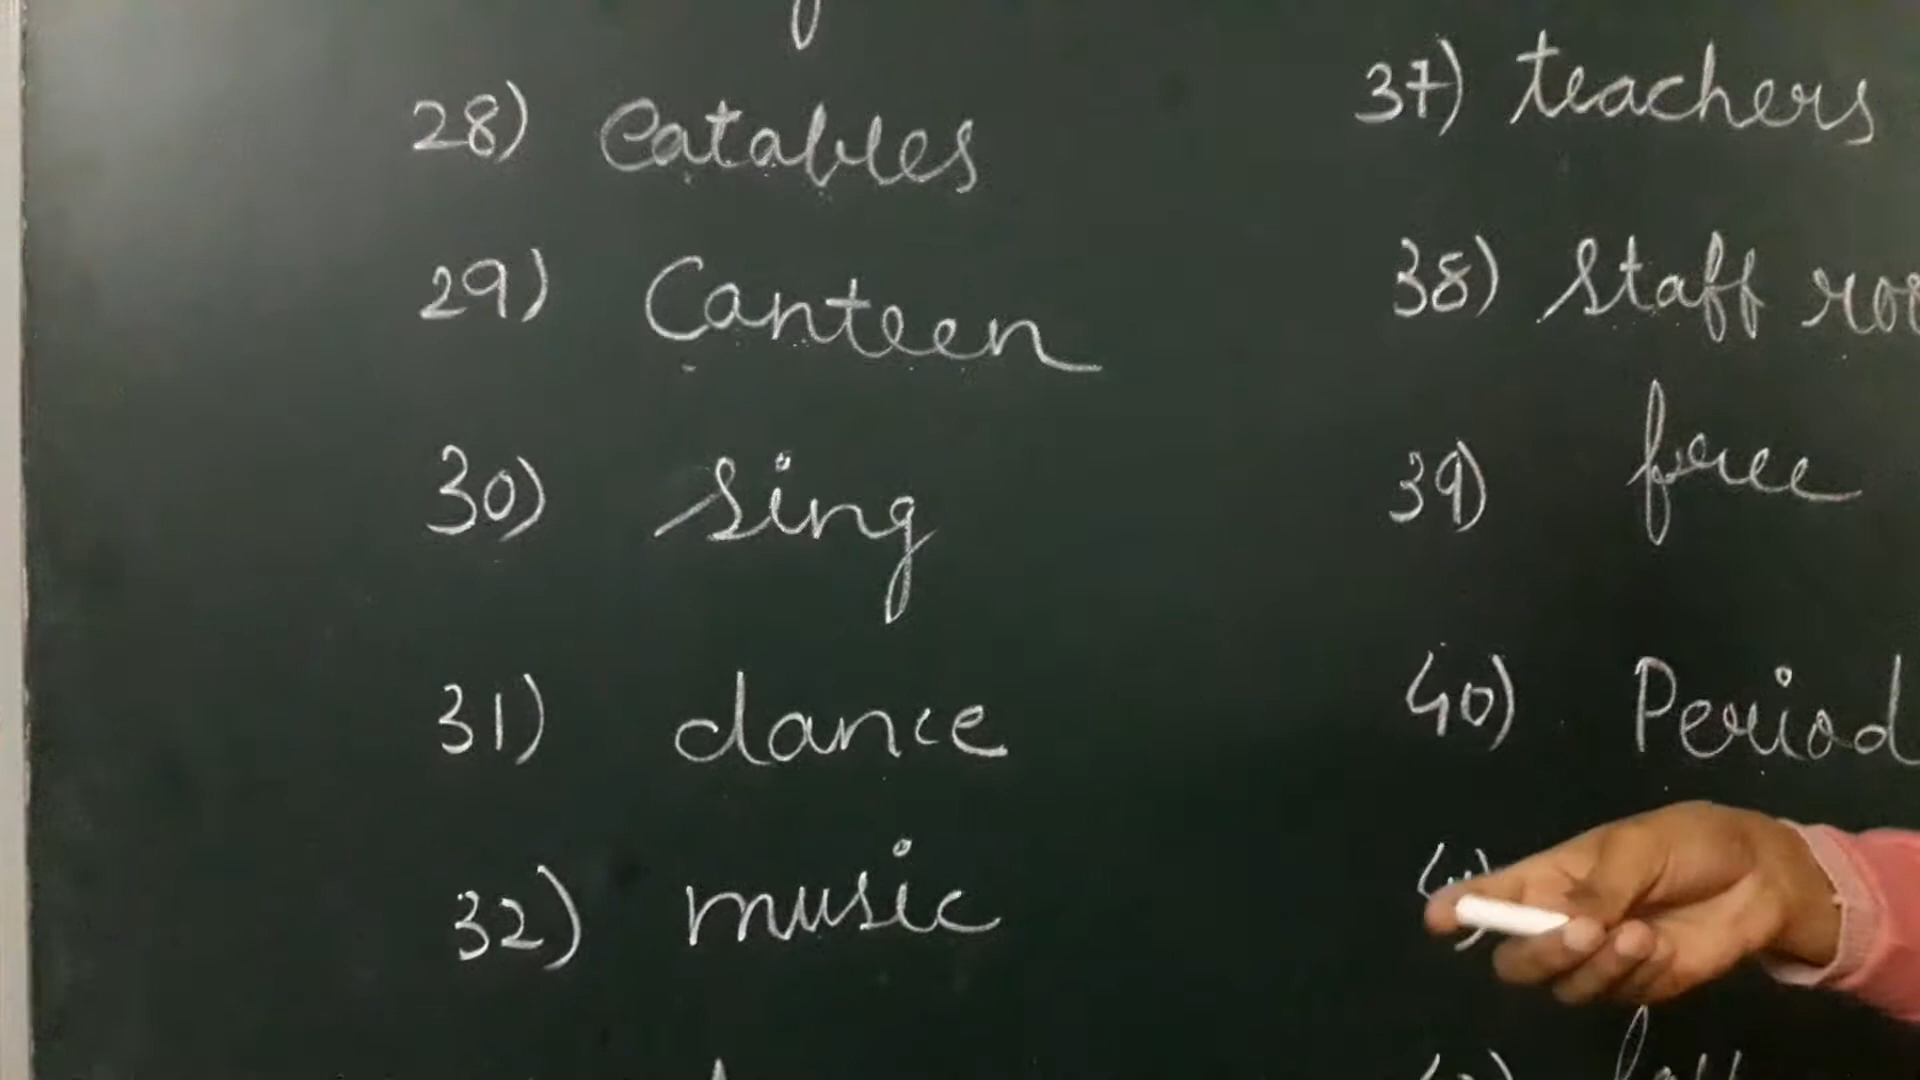 28) Eatables
29) Canteen
30) Sing
31) dance
32) music
37) teachers
38) Staff
39) free
40) Period